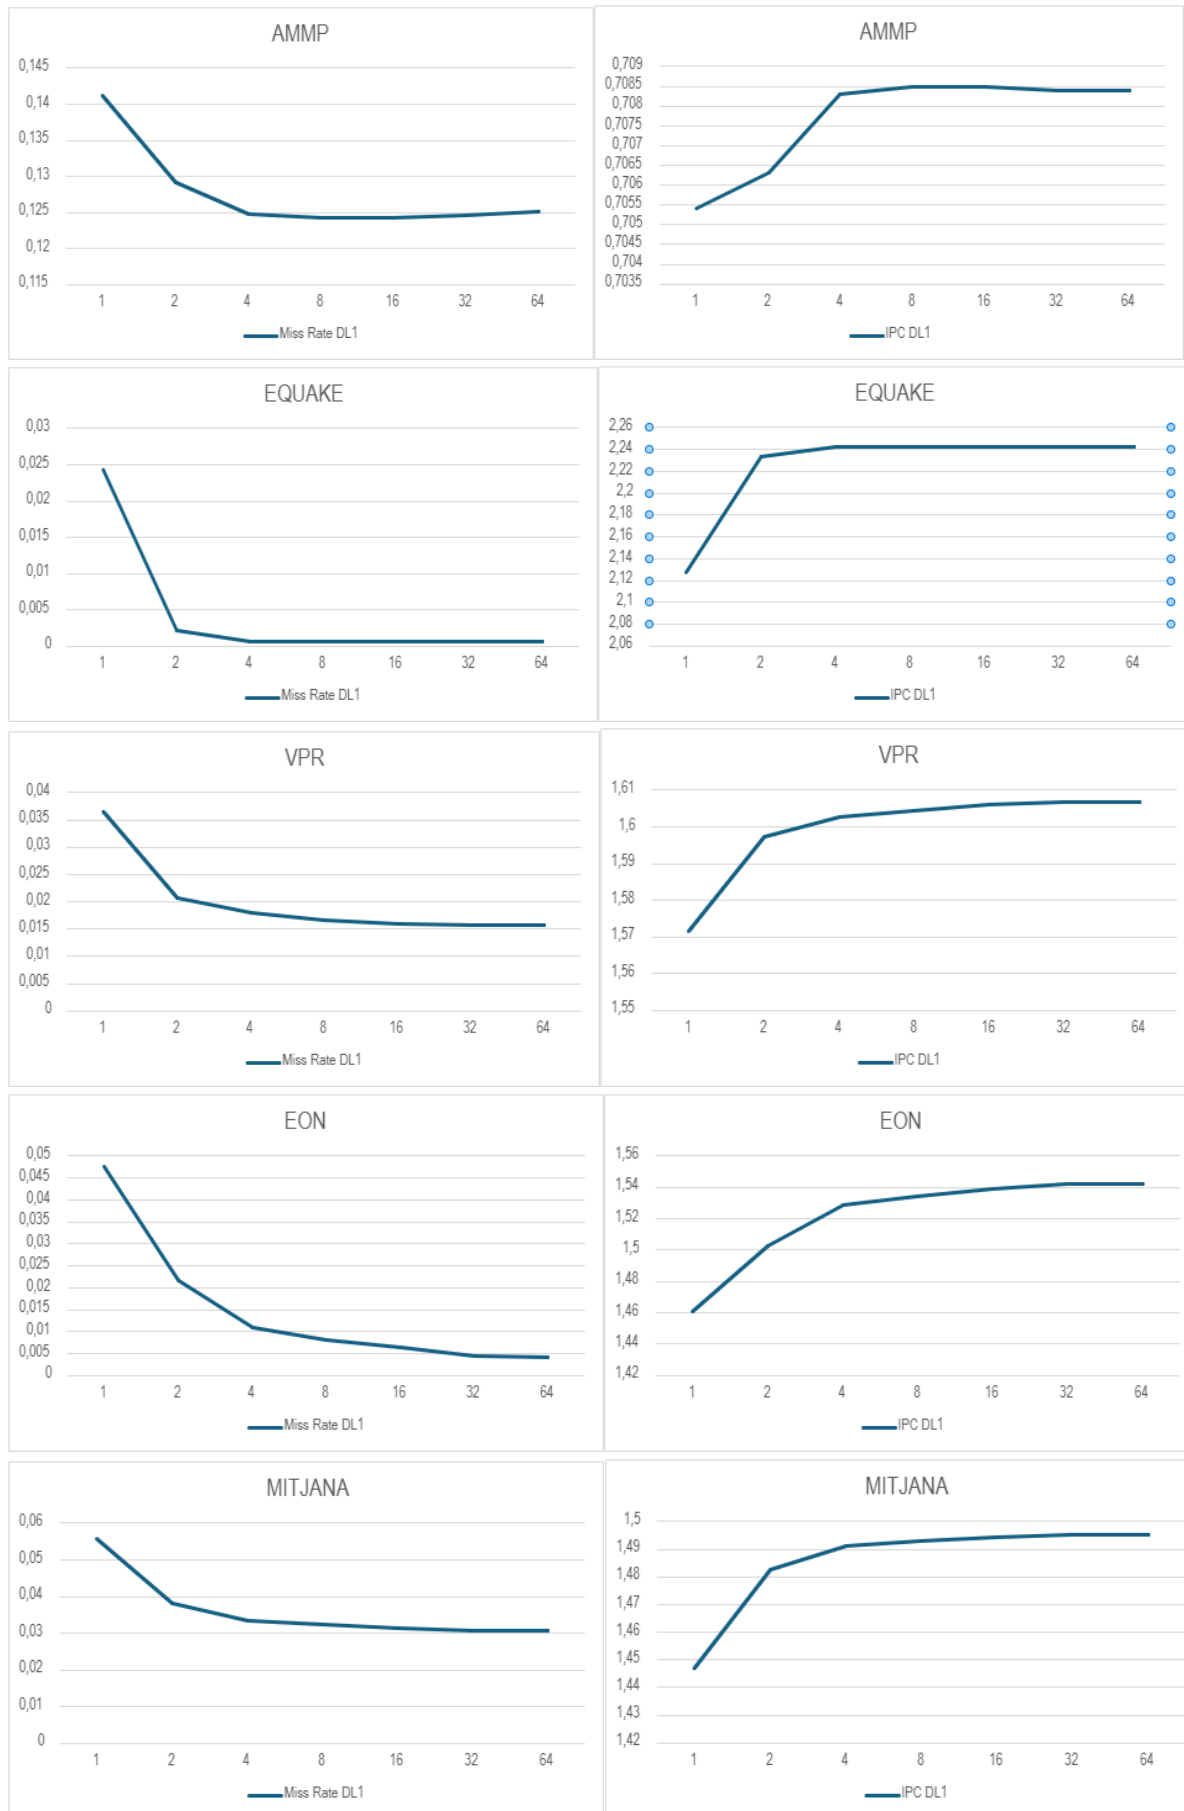 AMMP
0,145
0,14
0,135
0,13
0,125
0,12
0,115
1 2 4 8 16 32 64
Miss Rate DL1
AMMP
0,709
0,7085
0,708
0,7075
0,707
0,7065
0,706
0,7055
0,705
0,7045
0,704
0,7035
1 2 4 8 16 32 64
IPC DL1
EQUAKE
0,03
0,025
0,02
0,015
0,01
0,005
0
1 2 4 8 16 32 64
Miss Rate DL1
EQUAKE
2,26
2,24
2,22
2,2
2,18
2,16
2,14
2,12
2,1
2,08
2,06
1 2 4 8 16 32 64
IPC DL1
VPR
0,04
0,035
0,03
0,025
0,02
0,015
0,01
0,005
0
1 2 4 8 16 32 64
Miss Rate DL1
VPR
1,61
1,6
1,59
1,58
1,57
1,56
1,55
1 2 4 8 16 32 64
IPC DL1
EON
0,05
0,045
0,04
0,035
0,03
0,025
0,02
0,015
0,01
0,005
0
1 2 4 8 16 32 64
Miss Rate DL1
EON
1,56
1,54
1,52
1,5
1,48
1,46
1,44
1,42
1 2 4 8 16 32 64
IPC DL1
MITJANA
0,06
0,05
0,04
0,03
0,02
0,01
0
1 2 4 8 16 32 64
Miss Rate DL1
MITJANA
1,5
1,49
1,48
1,47
1,46
1,45
1,44
1,43
1,42
1 2 4 8 16 32 64
IPC DL1